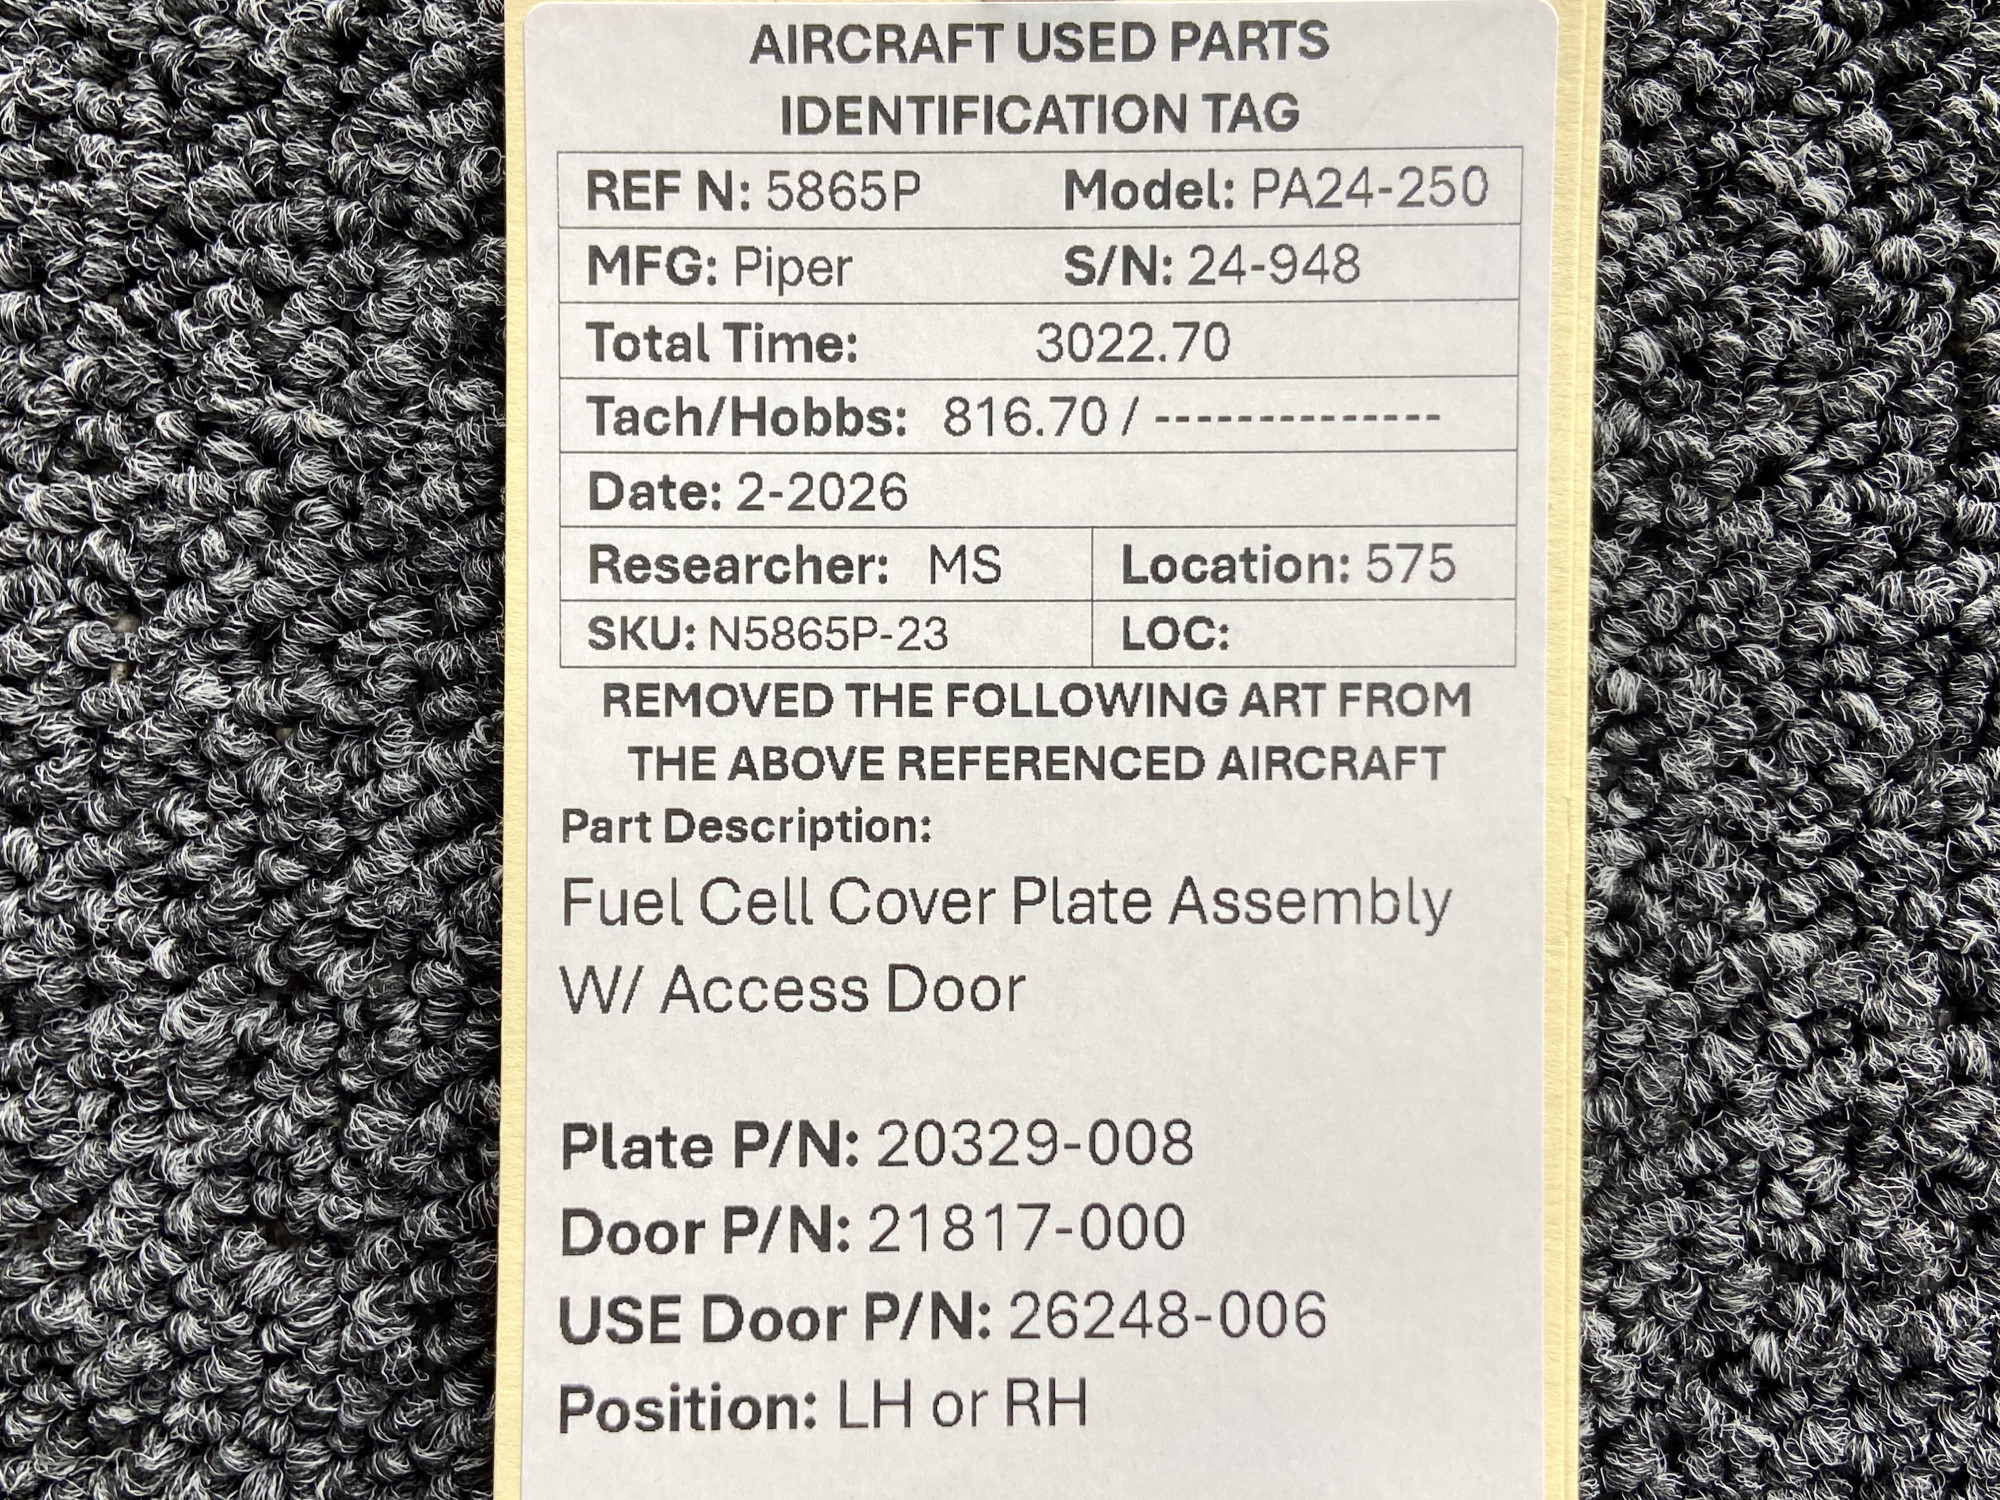 AIRCRAFT USED PARTS
IDENTIFICATION TAG
REF N: 5865P Model: PA24-250
MFG: Piper S/N: 24-948
Total Time: 3022.70
Tach/Hobbs: 816.70 / --------------
Date: 2-2026
Researcher: MS Location: 575
SKU: N5865P-23 LOC:
REMOVED THE FOLLOWING ART FROM
THE ABOVE REFERENCED AIRCRAFT
Part Description:
Fuel Cell Cover Plate Assembly
W/ Access Door
Plate P/N: 20329-008
Door P/N: 21817-000
USE Door P/N: 26248-006
Position: LH or RH